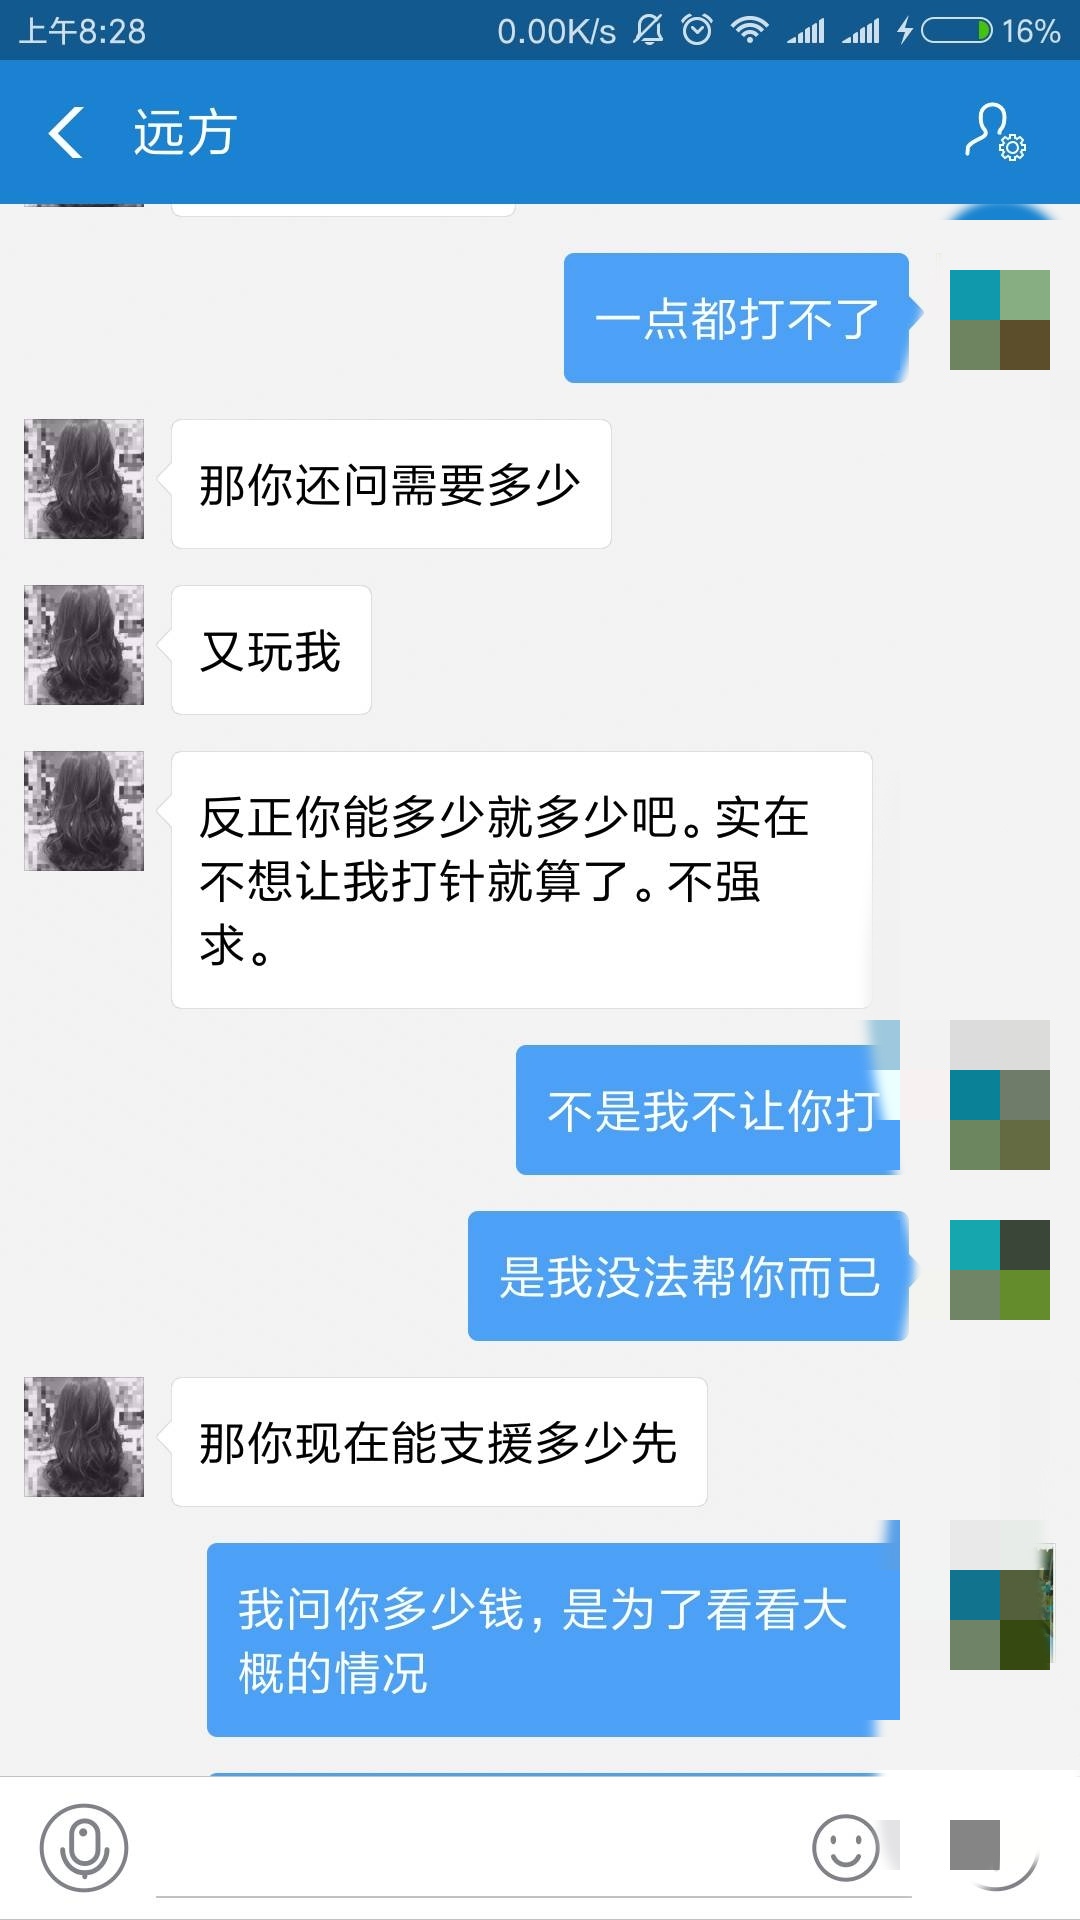 上午8:28
0.00K/s
16%
远方
一点都打不了
那你还问需要多少
又玩我
反正你能多少就多少吧。实在
不想让我打针就算了。不强
求。
不是我不让你打
是我没法帮你而已
那你现在能支援多少先
我问你多少钱，是为了看看大
概的情况